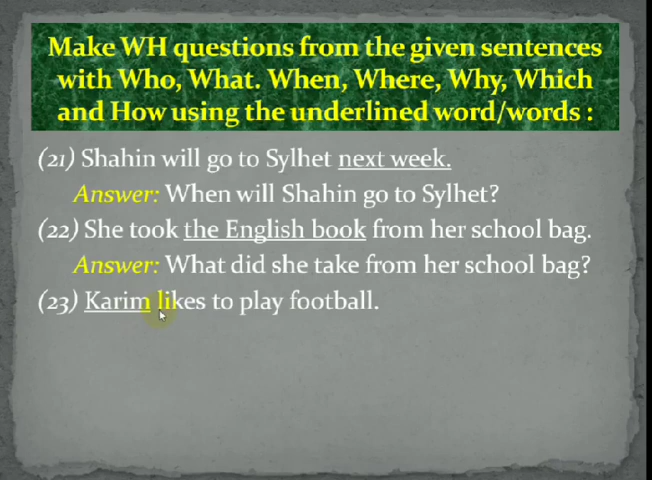 Make WH questions from the given sentences
with Who, What. When, Where, Why, Which
and How using the underlined word/words :
(21) Shahin will go to Sylhet next week.
Answer: When will Shahin go to Sylhet?
(22) She took the English book from her school bag.
Answer: What did she take from her school bag?
(23) Karim likes to play football.